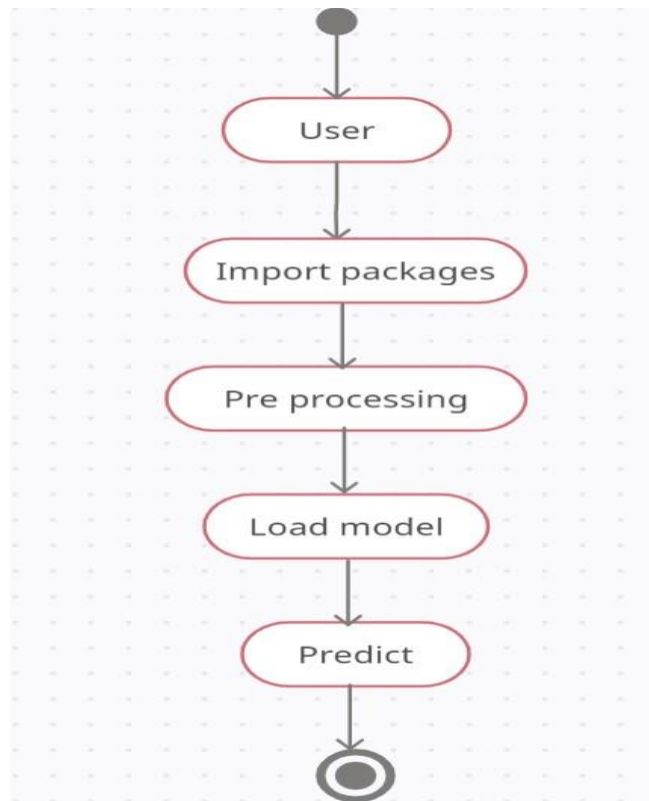 User
Import packages
Pre processing
Load model
Predict